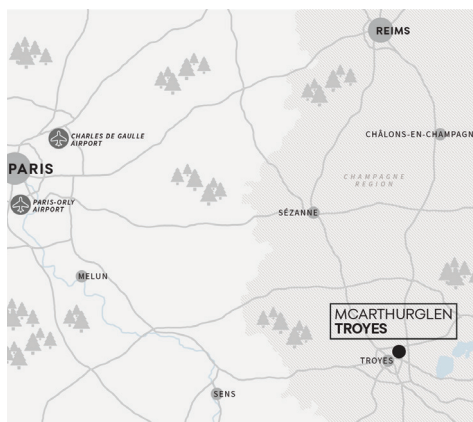 REIMS
CHARLES DE GAULLE
AIRPORT
CHÂLONS-EN-CHAMPAGN
PARIS
CHAMPAGNE
REGION
PARIS-ORLY
AIRPORT
SÉZANNE
MELUN
MCARTHURGLEN
TROYES
TROYES
SENS